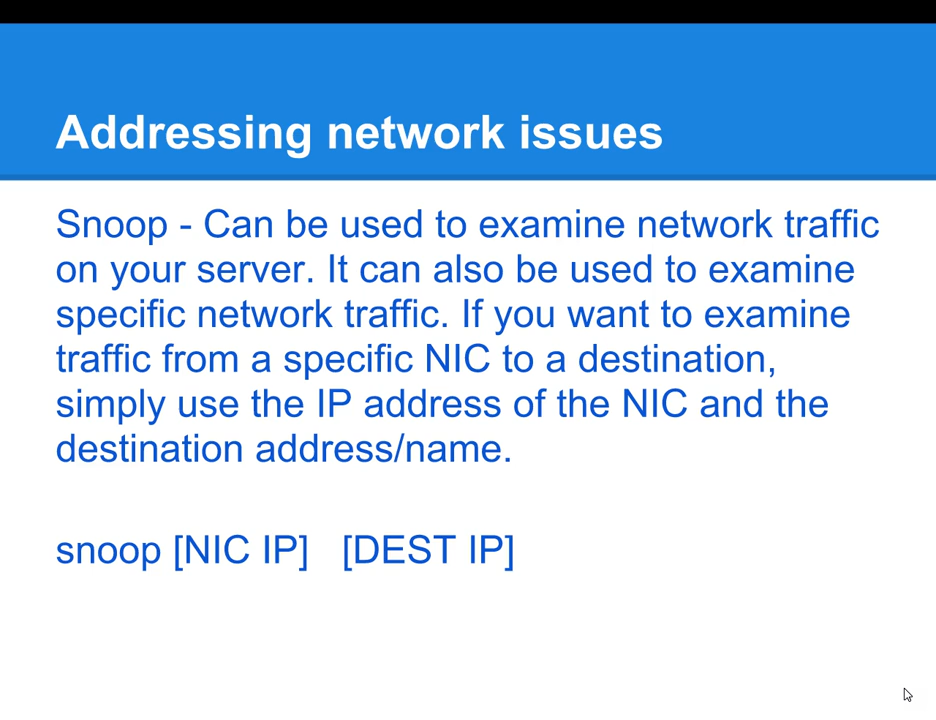 Addressing network issues
Snoop - Can be used to examine network traffic
on your server. It can also be used to examine
specific network traffic. If you want to examine
traffic from a specific NIC to a destination,
simply use the IP address of the NIC and the
destination address/name.
snoop [NIC IP]   [DEST IP]